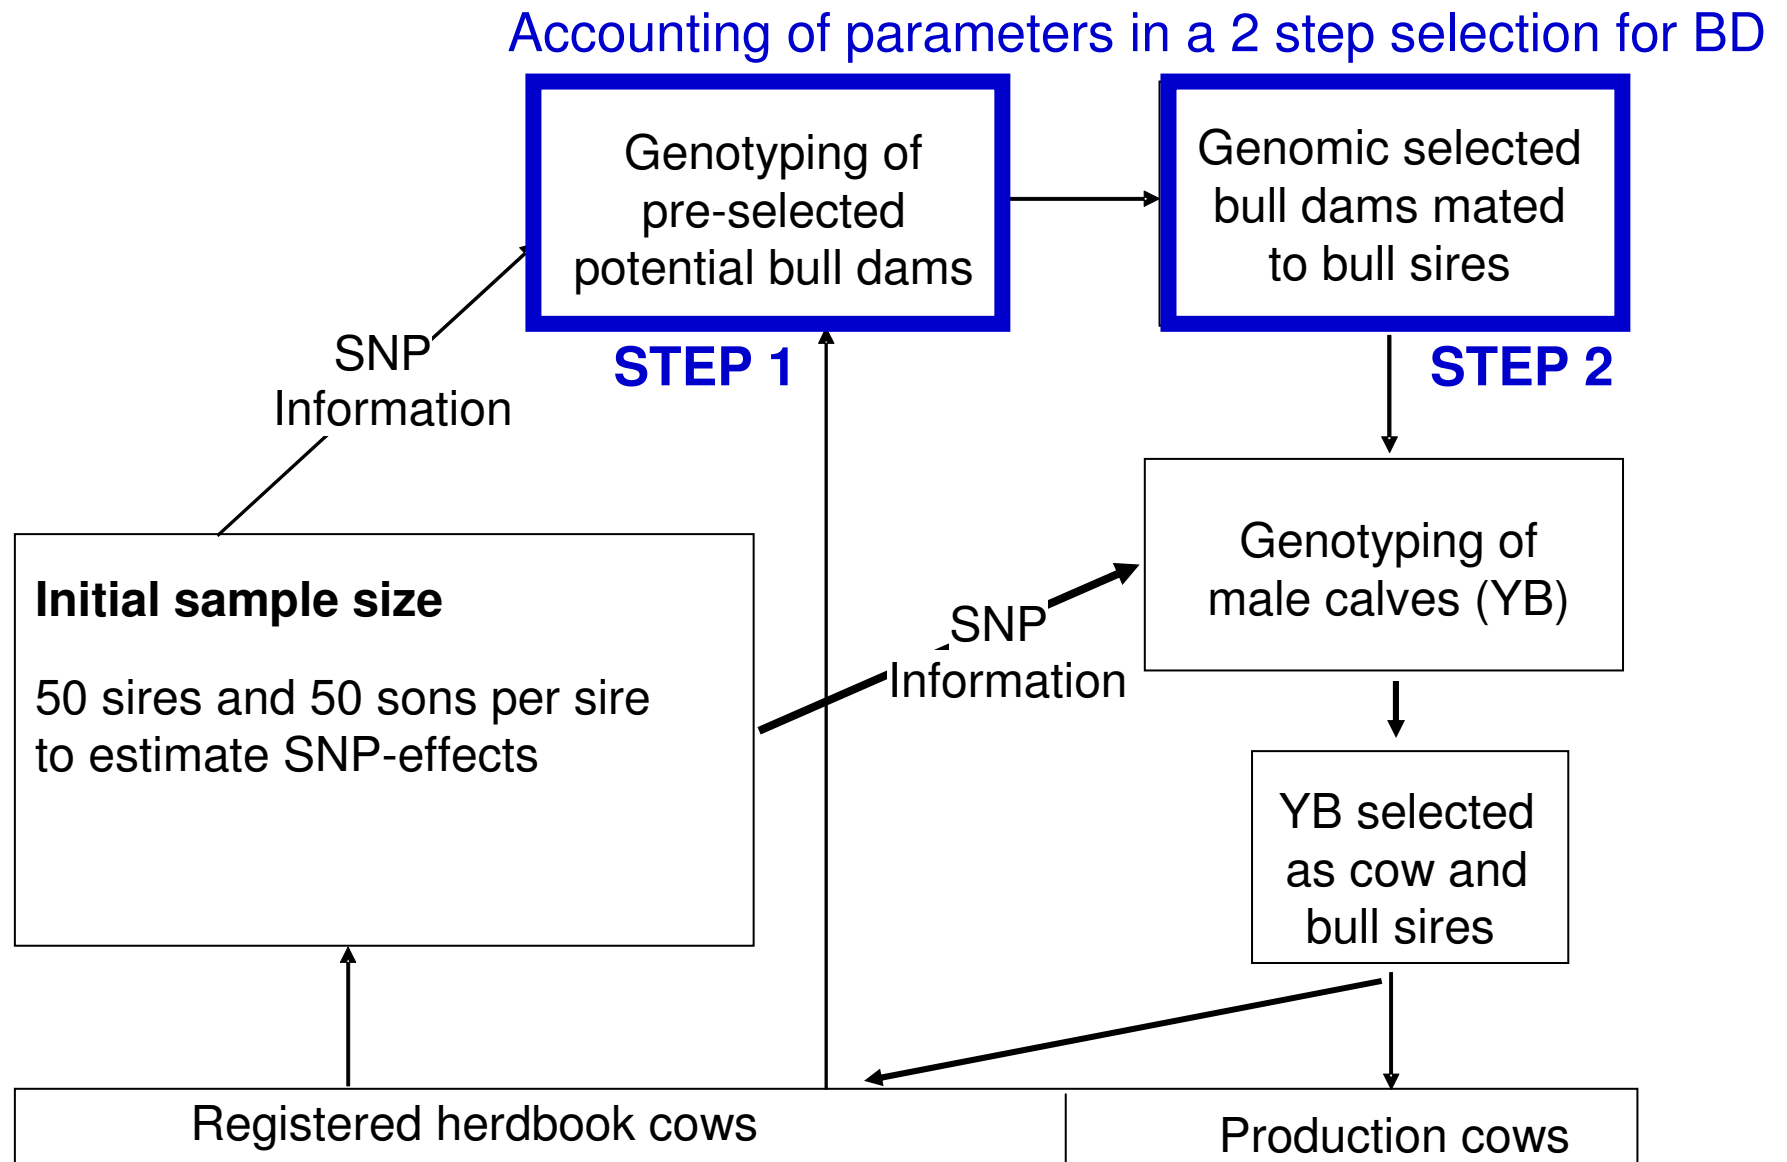 Accounting of parameters in a 2 step selection for BD
Genotyping of
pre-selected
potential bull dams
Genomic selected
bull dams mated
to bull sires
STEP 1
STEP 2
SNP
Information
Initial sample size
50 sires and 50 sons per sire
to estimate SNP-effects
SNP
Information
Genotyping of
male calves (YB)
YB selected
as cow and
bull sires
Registered herdbook cows
Production cows